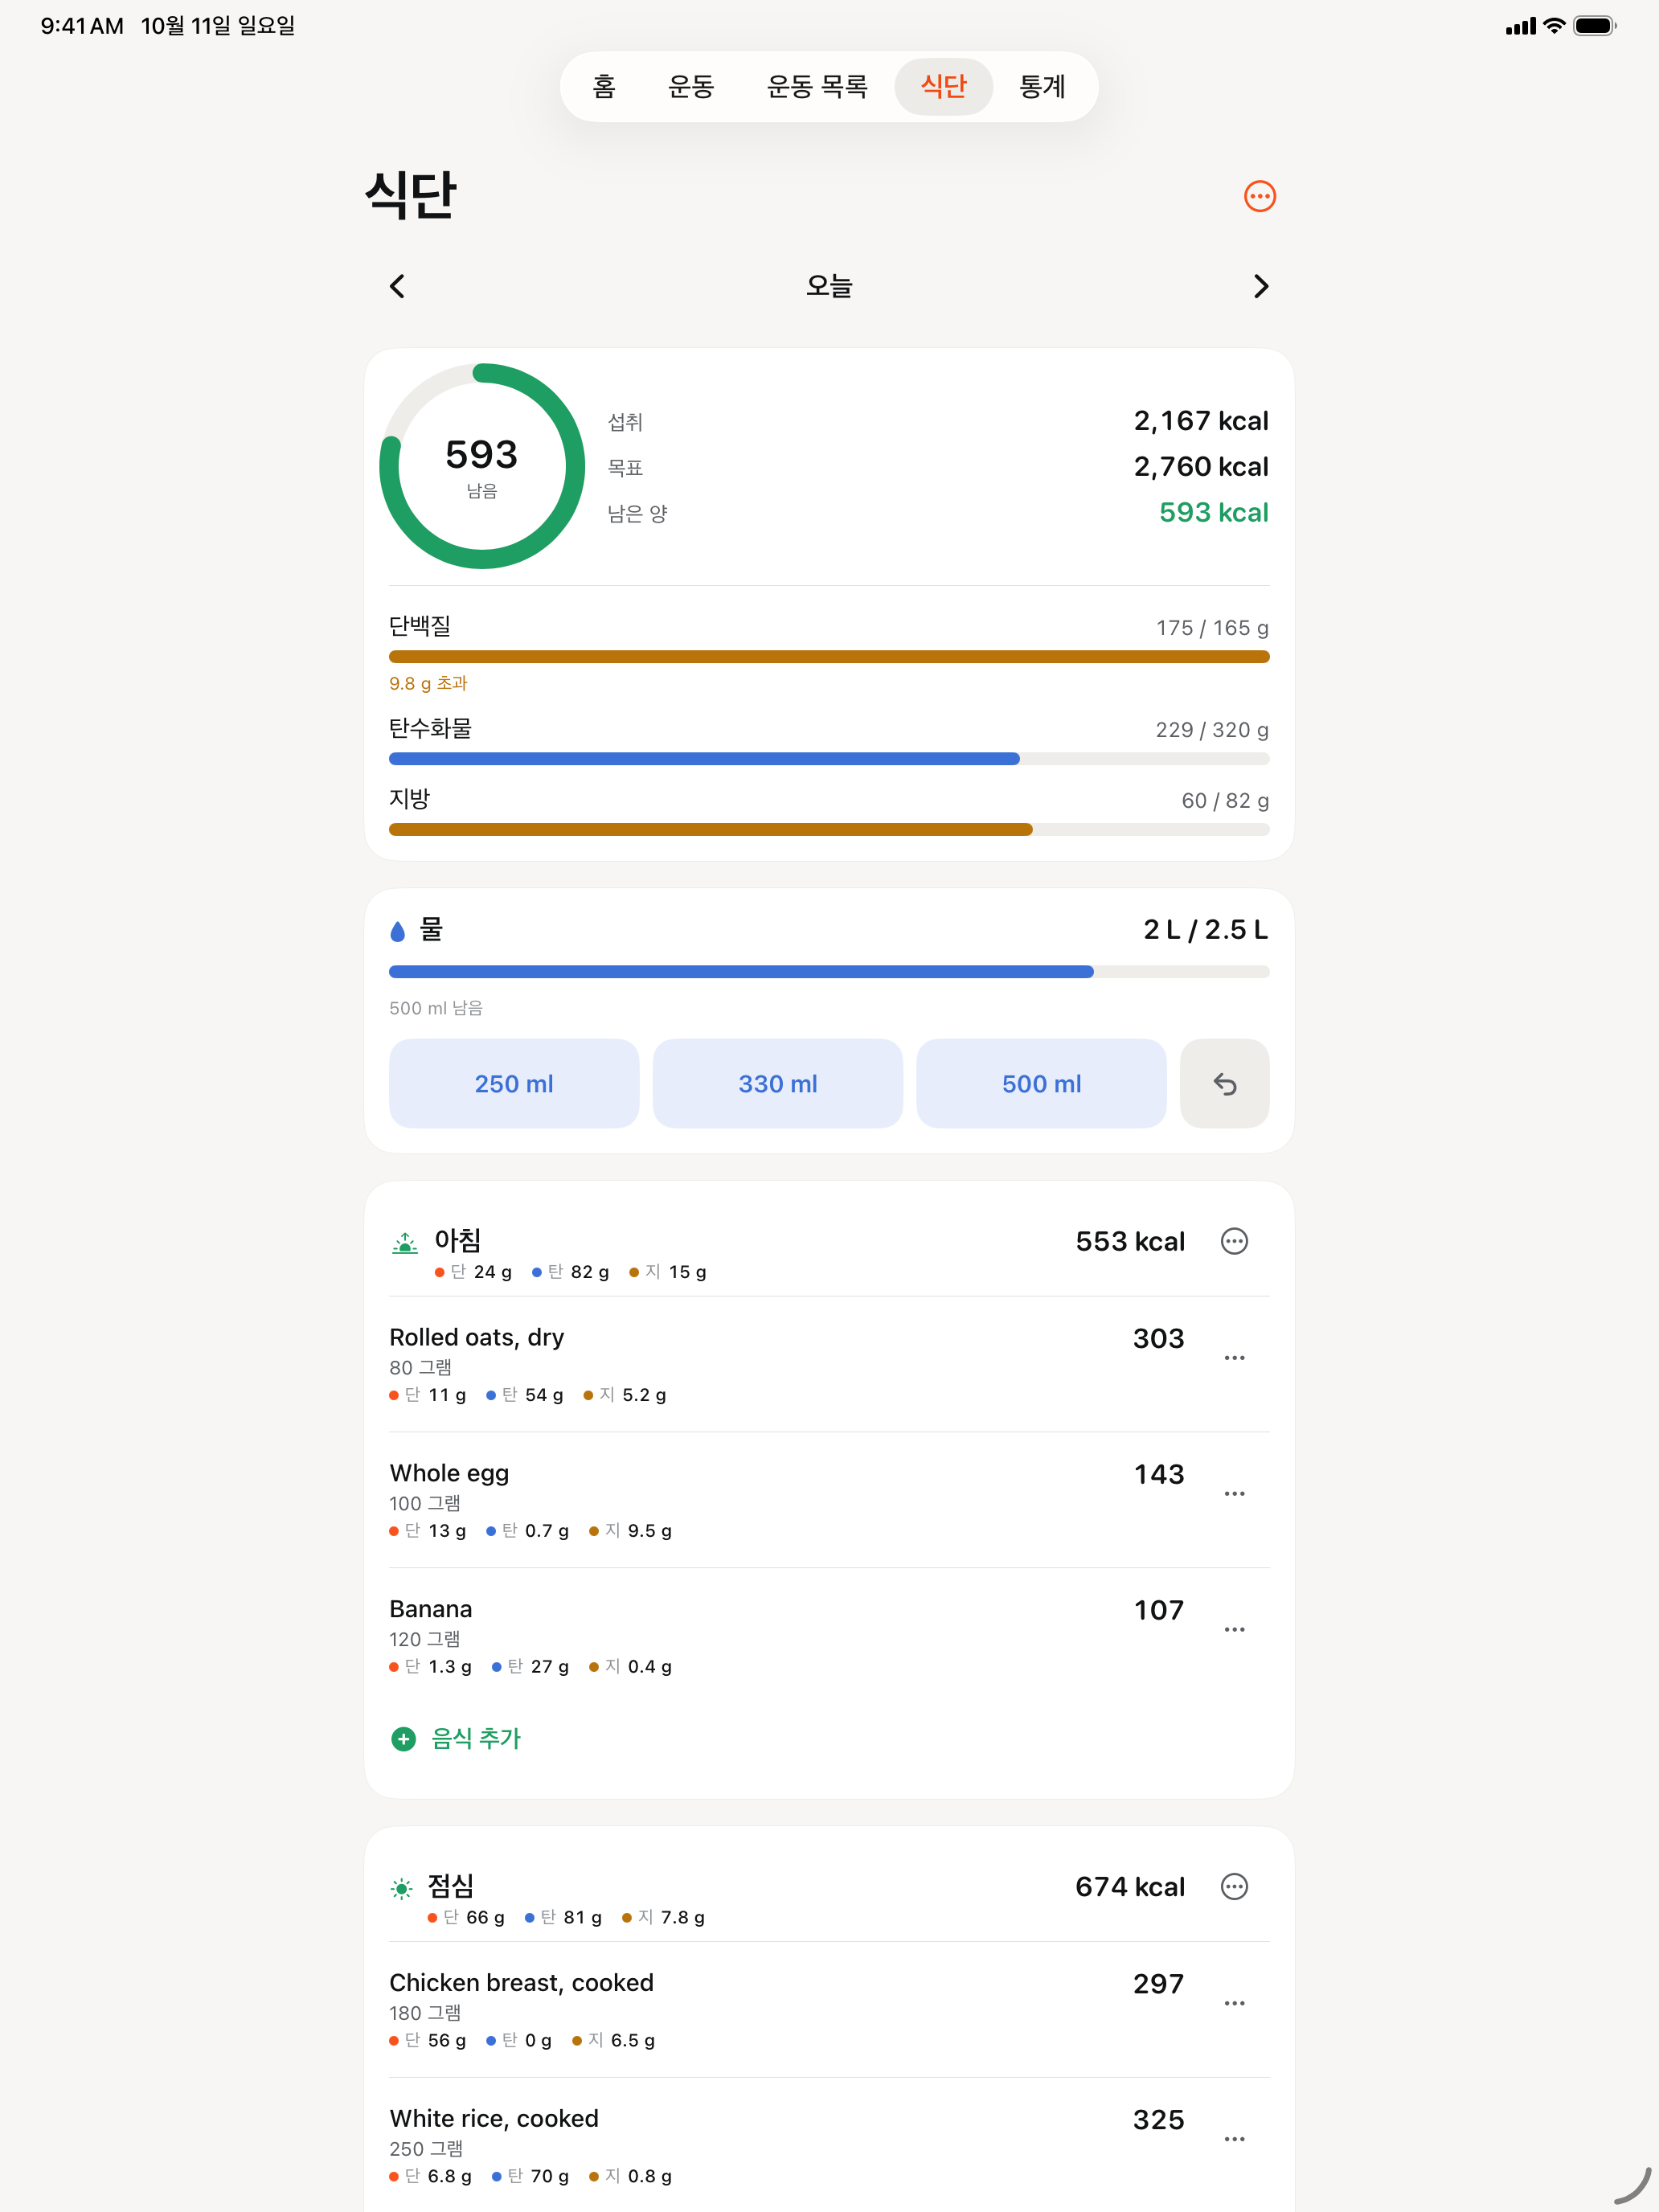 9:41 AM 10월 11일 일요일
홈 운동 운동 목록 식단 통계
식단
오늘
593
남음
섭취 2,167 kcal
목표 2,760 kcal
남은 양 593 kcal
단백질 175 / 165 g
9.8 g 초과
탄수화물 229 / 320 g
지방 60 / 82 g
물 2 L / 2.5 L
500 ml 남음
250 ml 330 ml 500 ml
아침 553 kcal
단 24 g 탄 82 g 지 15 g
Rolled oats, dry 303
80 그램
단 11 g 탄 54 g 지 5.2 g
Whole egg 143
100 그램
단 13 g 탄 0.7 g 지 9.5 g
Banana 107
120 그램
단 1.3 g 탄 27 g 지 0.4 g
음식 추가
점심 674 kcal
단 66 g 탄 81 g 지 7.8 g
Chicken breast, cooked 297
180 그램
단 56 g 탄 0 g 지 6.5 g
White rice, cooked 325
250 그램
단 6.8 g 탄 70 g 지 0.8 g